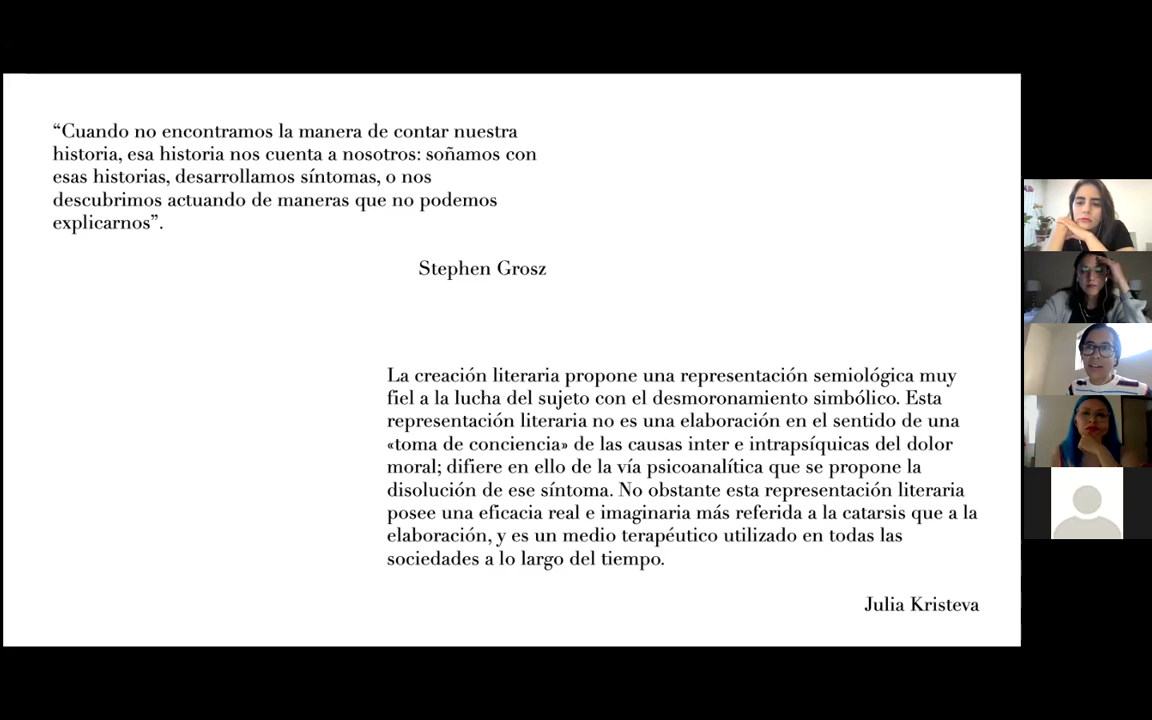 “Cuando no encontramos la manera de contar nuestra
historia, esa historia nos cuenta a nosotros: soñamos con
esas historias, desarrollamos síntomas, o nos
descubrimos actuando de maneras que no podemos
explicarnos”.
Stephen Grosz
La creación literaria propone una representación semiológica muy
fiel a la lucha del sujeto con el desmoronamiento simbólico. Esta
representación literaria no es una elaboración en el sentido de una
«toma de conciencia» de las causas inter e intrapsíquicas del dolor
moral; difiere en ello de la vía psicoanalítica que se propone la
disolución de ese síntoma. No obstante esta representación literaria
posee una eficacia real e imaginaria más referida a la catarsis que a la
elaboración, y es un medio terapéutico utilizado en todas las
sociedades a lo largo del tiempo.
Julia Kristeva